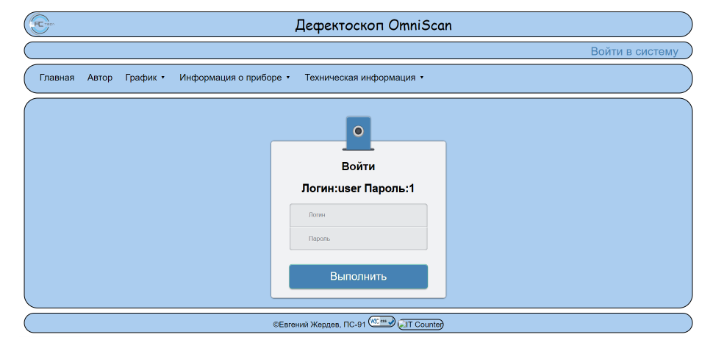 Дефектоскоп OmniScan
Войти в систему
Главная Автор График Информация о приборе Техническая информация
Войти
Логин:user Пароль:1
Логин
Пароль
Выполнить
©Евгений Жердев, ПС-91 IT Counter